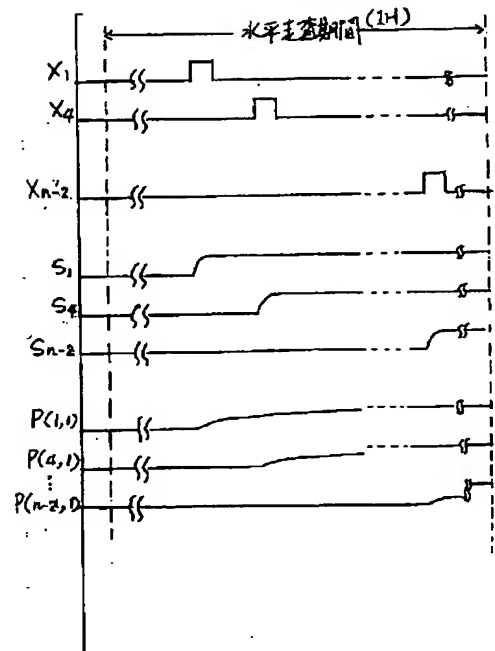 水平走査期間(1H)
X1
X4
Xn-2
S1
S4
Sn-2
P(1,1)
P(4,1)
P(n-2,1)